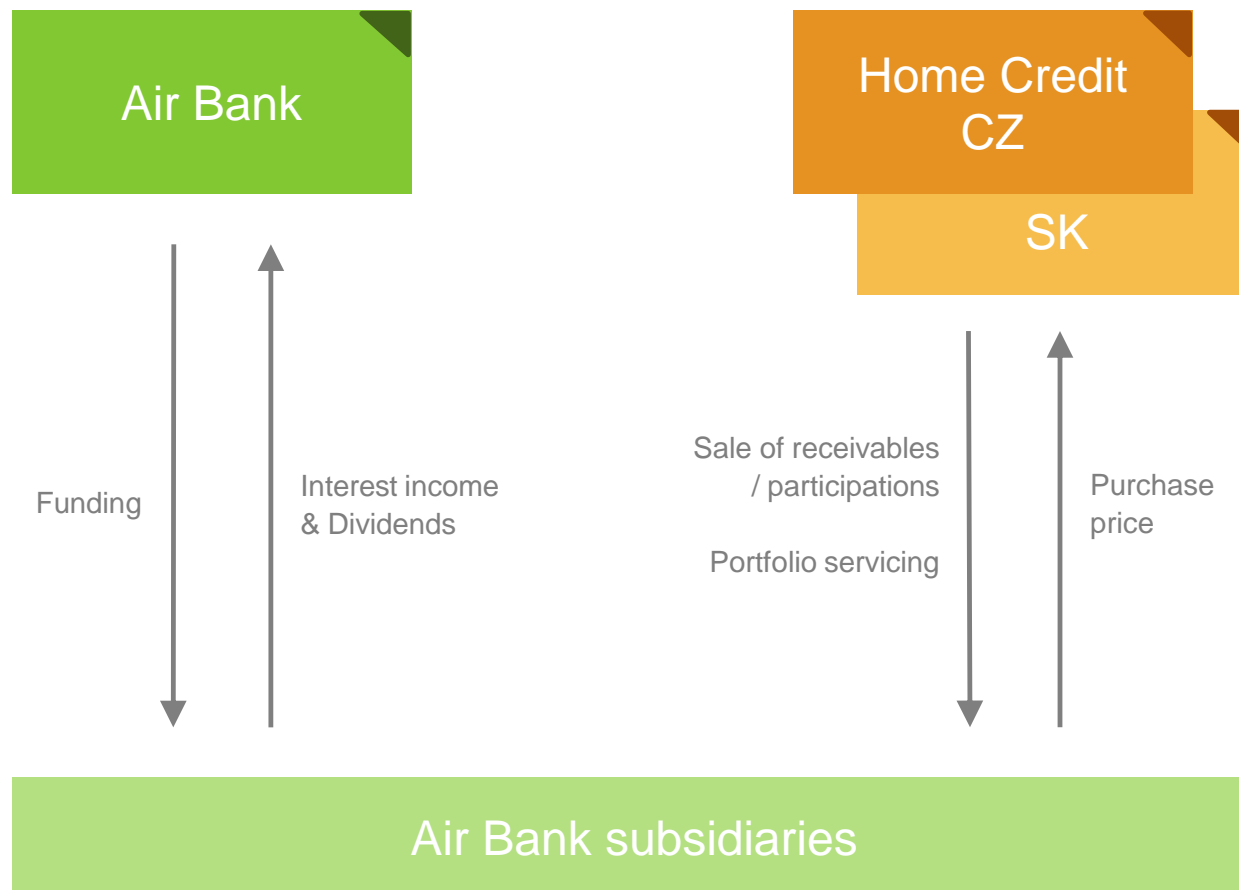 Air Bank
Home Credit
CZ
SK
Funding
Interest income
& Dividends
Sale of receivables
/ participations
Portfolio servicing
Purchase
price
Air Bank subsidiaries